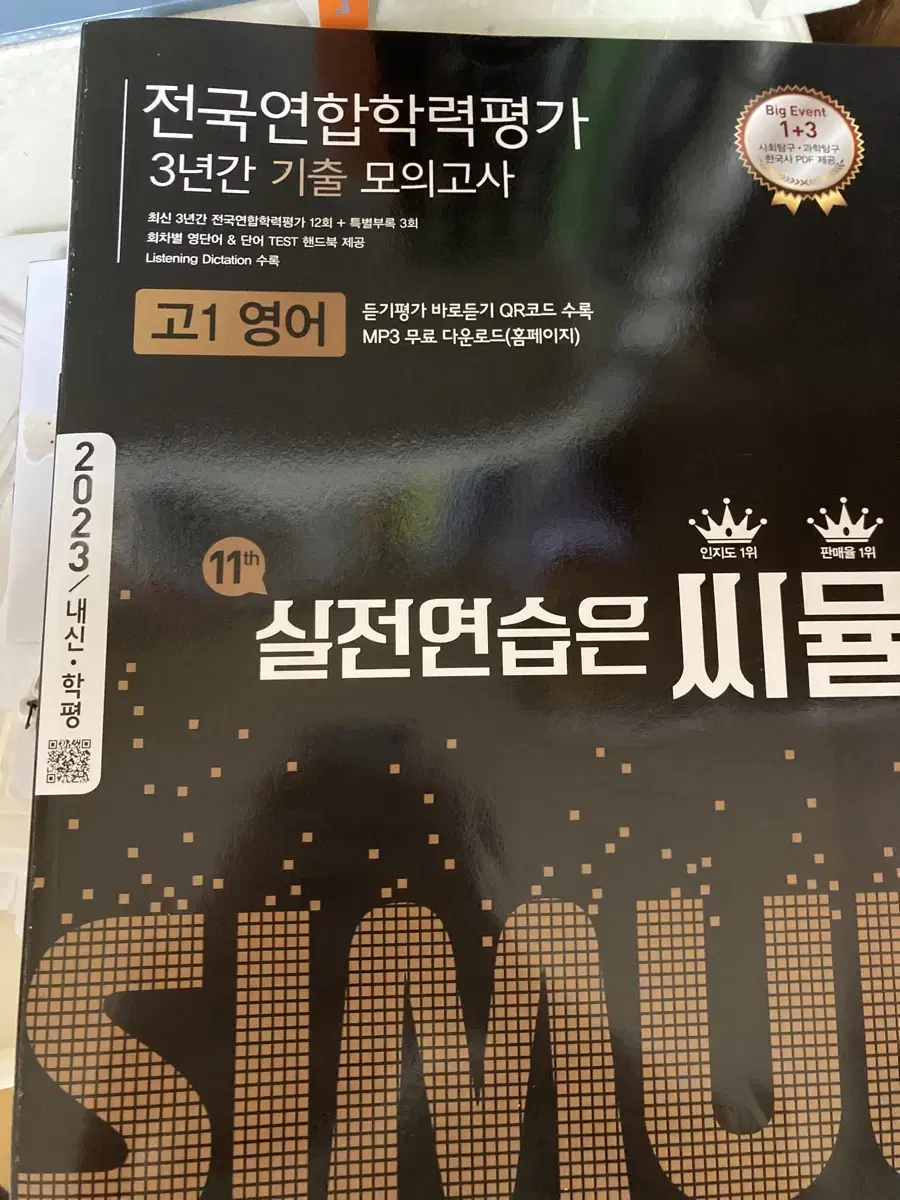 전국연합학력평가
3년간 기출 모의고사
최신 3년간 전국연합학력평가 12회 + 특별부록 3회
회차별 영단어 & 단어 TEST 핸드북 제공
Listening Dictation 수록
고1 영어
듣기평가 바로듣기 QR코드 수록
MP3 무료 다운로드(홈페이지)
Big Event
1+3
사회탐구·과학탐구
한국사 PDF 제공
2023/내신·학평
인지도 1위
판매율 1위
11th
실전연습은 씨뮬
SIMU